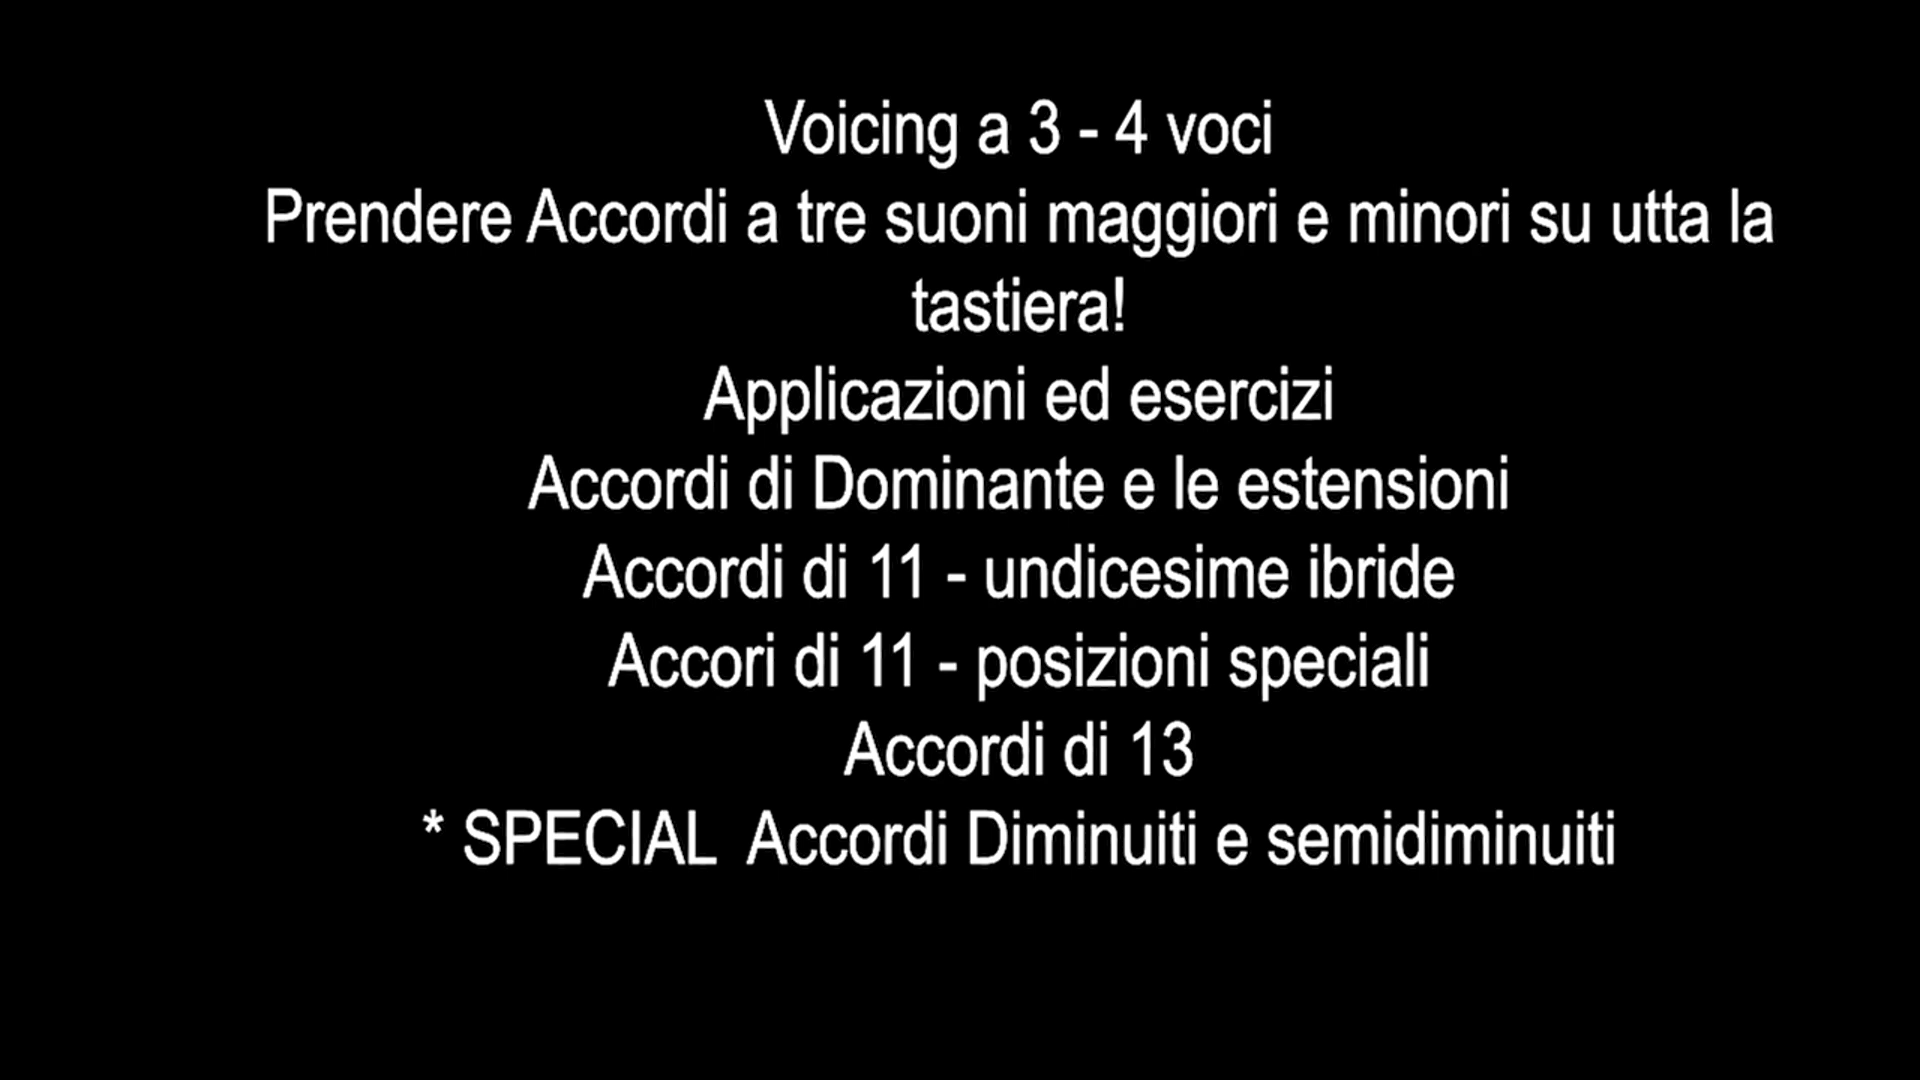 Voicing a 3 - 4 voci
Prendere Accordi a tre suoni maggiori e minori su utta la
tastiera!
Applicazioni ed esercizi
Accordi di Dominante e le estensioni
Accordi di 11 - undicesime ibride
Accori di 11 - posizioni speciali
Accordi di 13
* SPECIAL  Accordi Diminuiti e semidiminuiti